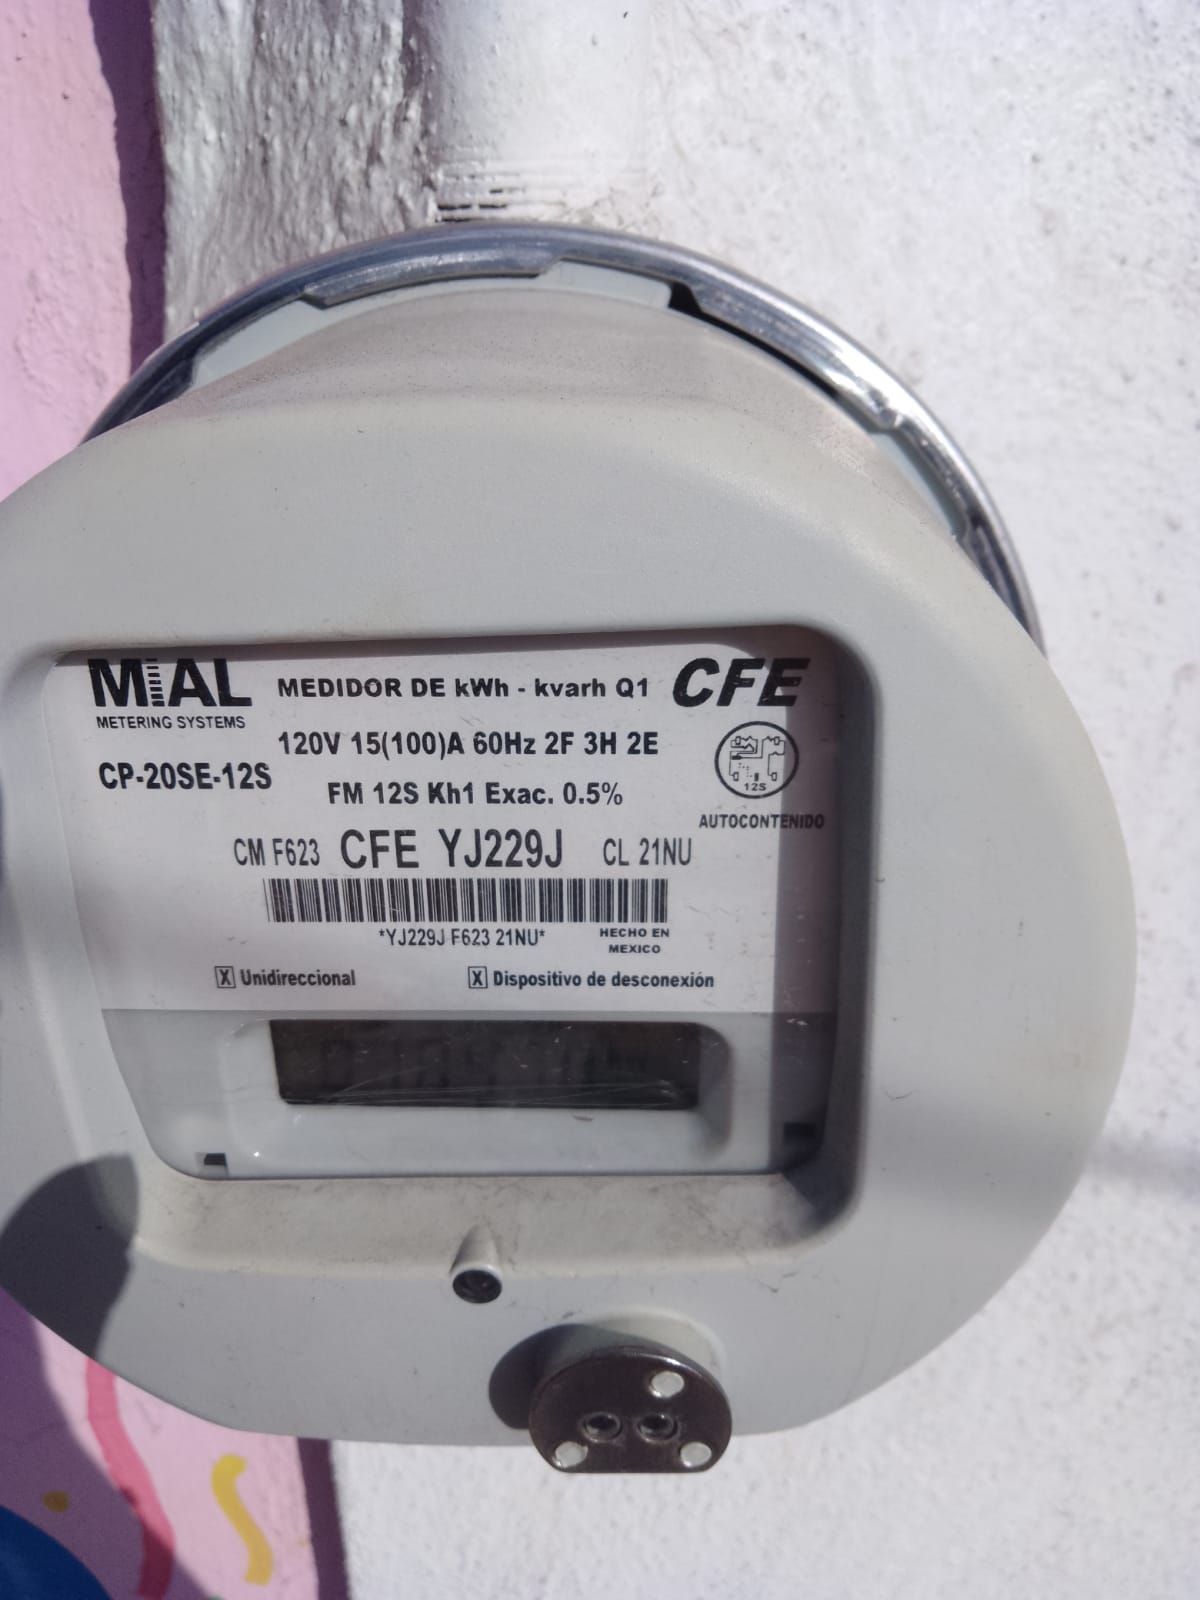 MIAL
METERING SYSTEMS
MEDIDOR DE kWh - kvarh Q1
CFE
120V 15(100)A 60Hz 2F 3H 2E
CP-20SE-12S
FM 12S Kh1 Exac. 0.5%
12S
AUTOCONTENIDO
CM F623 CFE YJ229J CL 21NU
*YJ229J F623 21NU*
HECHO EN
MEXICO
X Unidireccional
X Dispositivo de desconexión